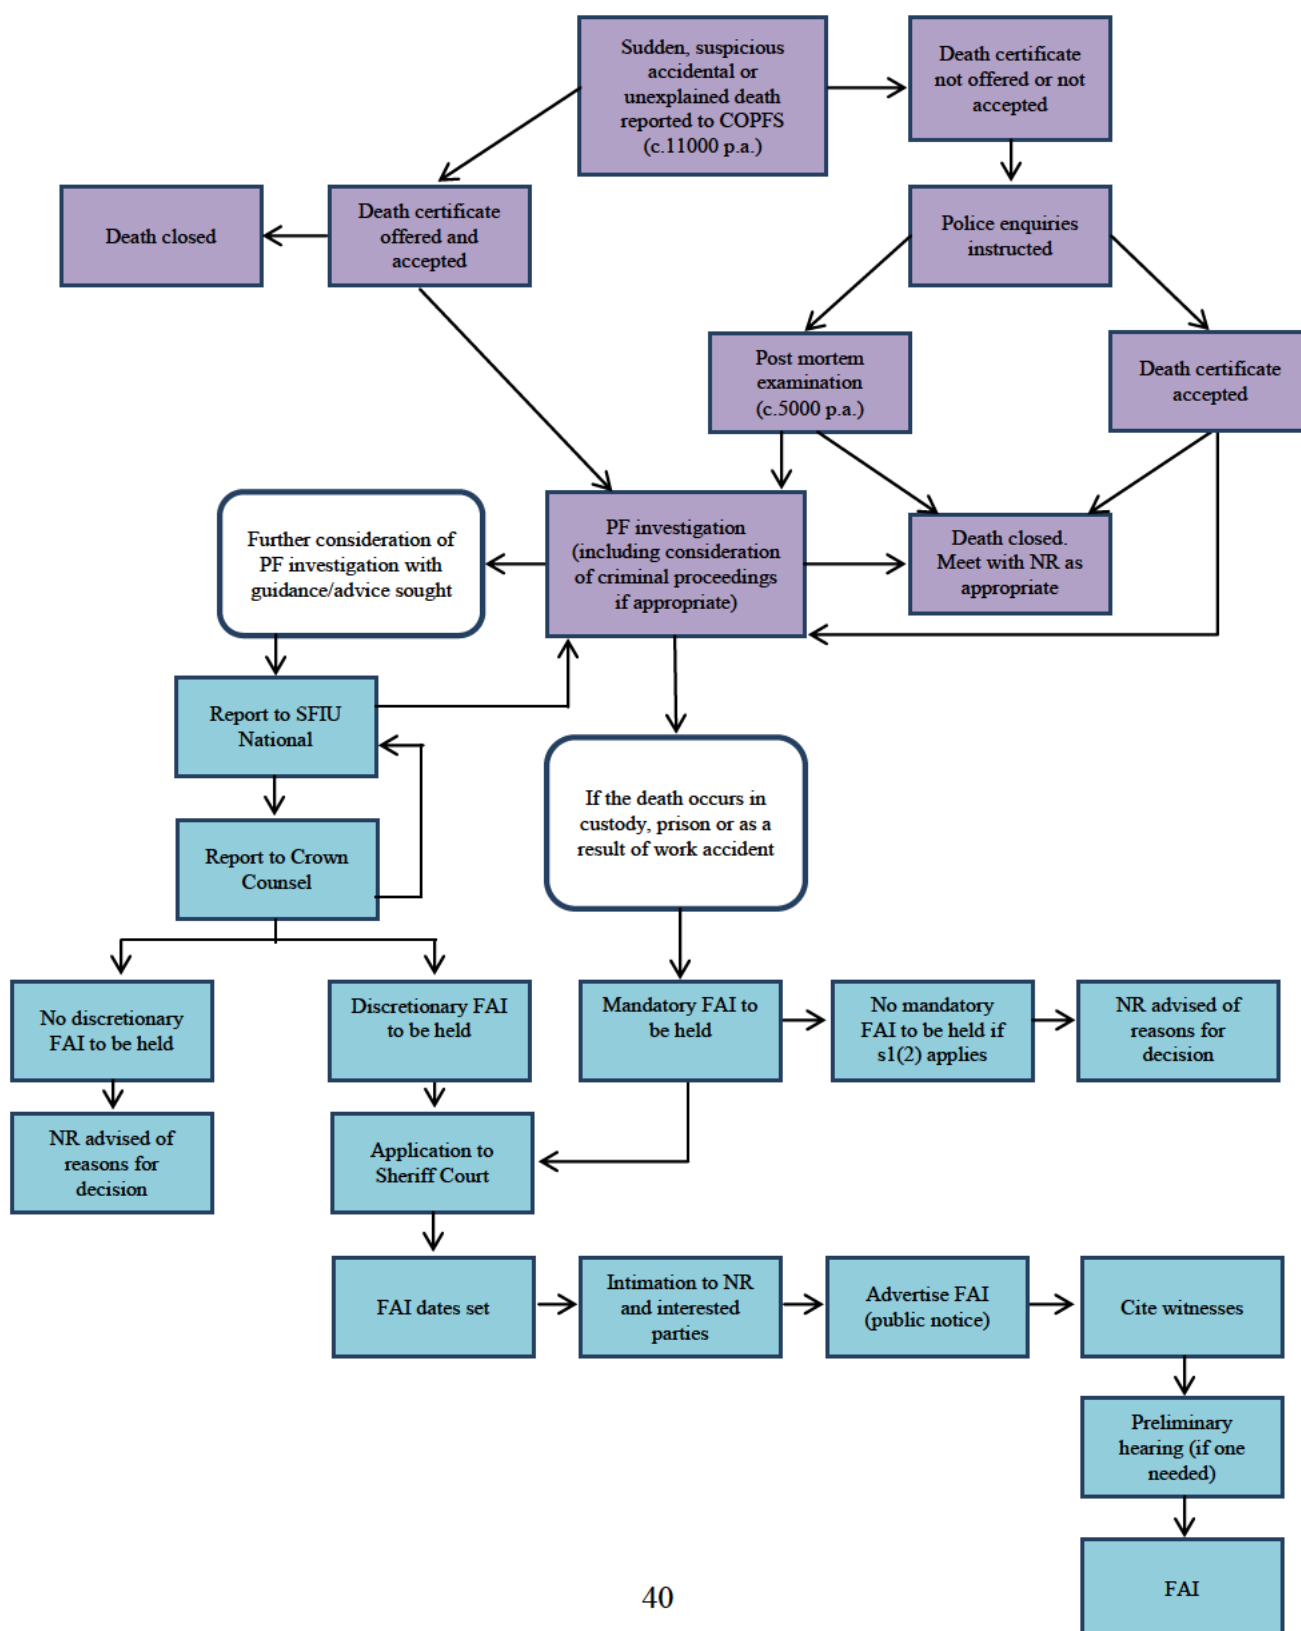 Sudden, suspicious
accidental or
unexplained death
reported to COPFS
(c.11000 p.a.)
Death certificate
not offered or not
accepted
Death closed
Death certificate
offered and
accepted
Police enquiries
instructed
Post mortem
examination
(c.5000 p.a.)
Death certificate
accepted
Further consideration of
PF investigation with
guidance/advice sought
PF investigation
(including consideration
of criminal proceedings
if appropriate)
Death closed.
Meet with NR as
appropriate
Report to SFIU
National
If the death occurs in
custody, prison or as a
result of work accident
Report to Crown
Counsel
No discretionary
FAI to be held
Discretionary FAI
to be held
Mandatory FAI to
be held
No mandatory
FAI to be held if
s1(2) applies
NR advised of
reasons for
decision
NR advised of
reasons for
decision
Application to
Sheriff Court
FAI dates set
Intimation to NR
and interested
parties
Advertise FAI
(public notice)
Cite witnesses
Preliminary
hearing (if one
needed)
FAI
40